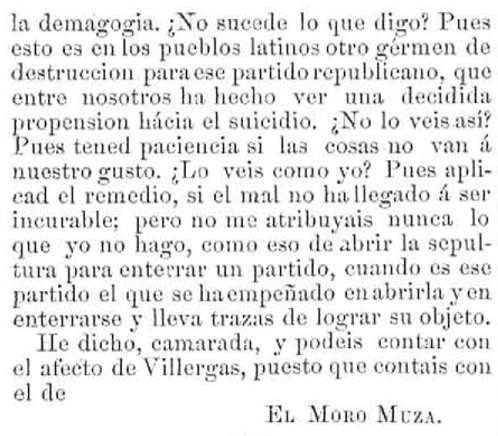 la demagogia. ¿No sucede lo que digo? Pues
esto es en los pueblos latinos otro gérmen de
destruccion para ese partido republicano, que
entre nosotros ha hecho ver una decidida
propension hácia el suicidio. ¿No lo veis así?
Pues tened paciencia si las cosas no van á
nuestro gusto. ¿Lo veis como yo? Pues apli-
cad el remedio, si el mal no ha llegado á ser
incurable; pero no me atribuyais nunca lo
que yo no hago, como eso de abrir la sepul-
tura para enterrar un partido, cuando es ese
partido el que se ha empeñado en abrirla y en
enterrarse y lleva trazas de lograr su objeto.
He dicho, camarada, y podeis contar con
el afecto de Villergas, puesto que contais con
el de
EL MORO MUZA.